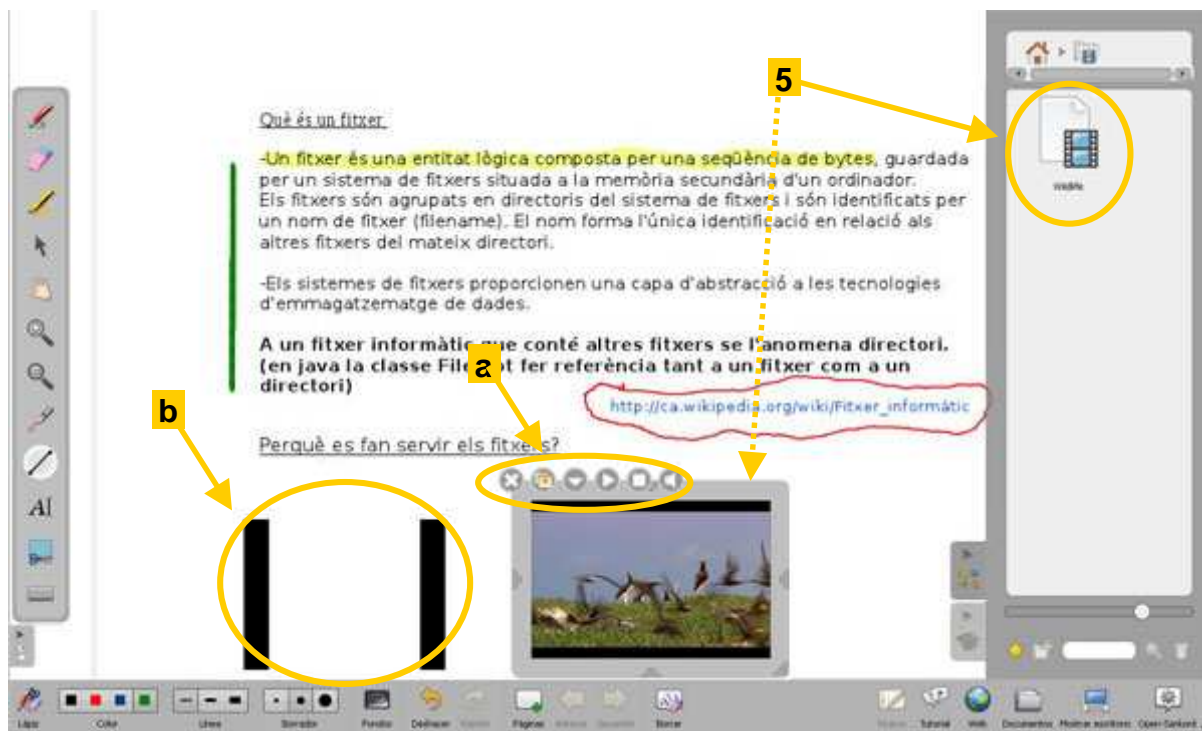 5
Què és un fitxer
-Un fitxer és una entitat lògica composta per una seqüència de bytes, guardada
per un sistema de fitxers situada a la memòria secundària d'un ordinador.
Els fitxers són agrupats en directoris del sistema de fitxers i són identificats per
un nom de fitxer (filename). El nom forma l'única identificació en relació als
altres fitxers del mateix directori.
-Els sistemes de fitxers proporcionen una capa d'abstracció a les tecnologies
d'emmagatzematge de dades.
A un fitxer informàtic que conté altres fitxers se l'anomena directori.
(en java la classe File ot fer referència tant a un fitxer com a un
directori)
a
b
http://ca.wikipedia.org/wiki/Fitxer_informàtic
Perquè es fan servir els fitxers?
AI
Lápiz Color Línea Borrador Fondos Deshacer Páginas Borrar Tutorial Web Documentos Mostrar escritorio Open-Sankoré